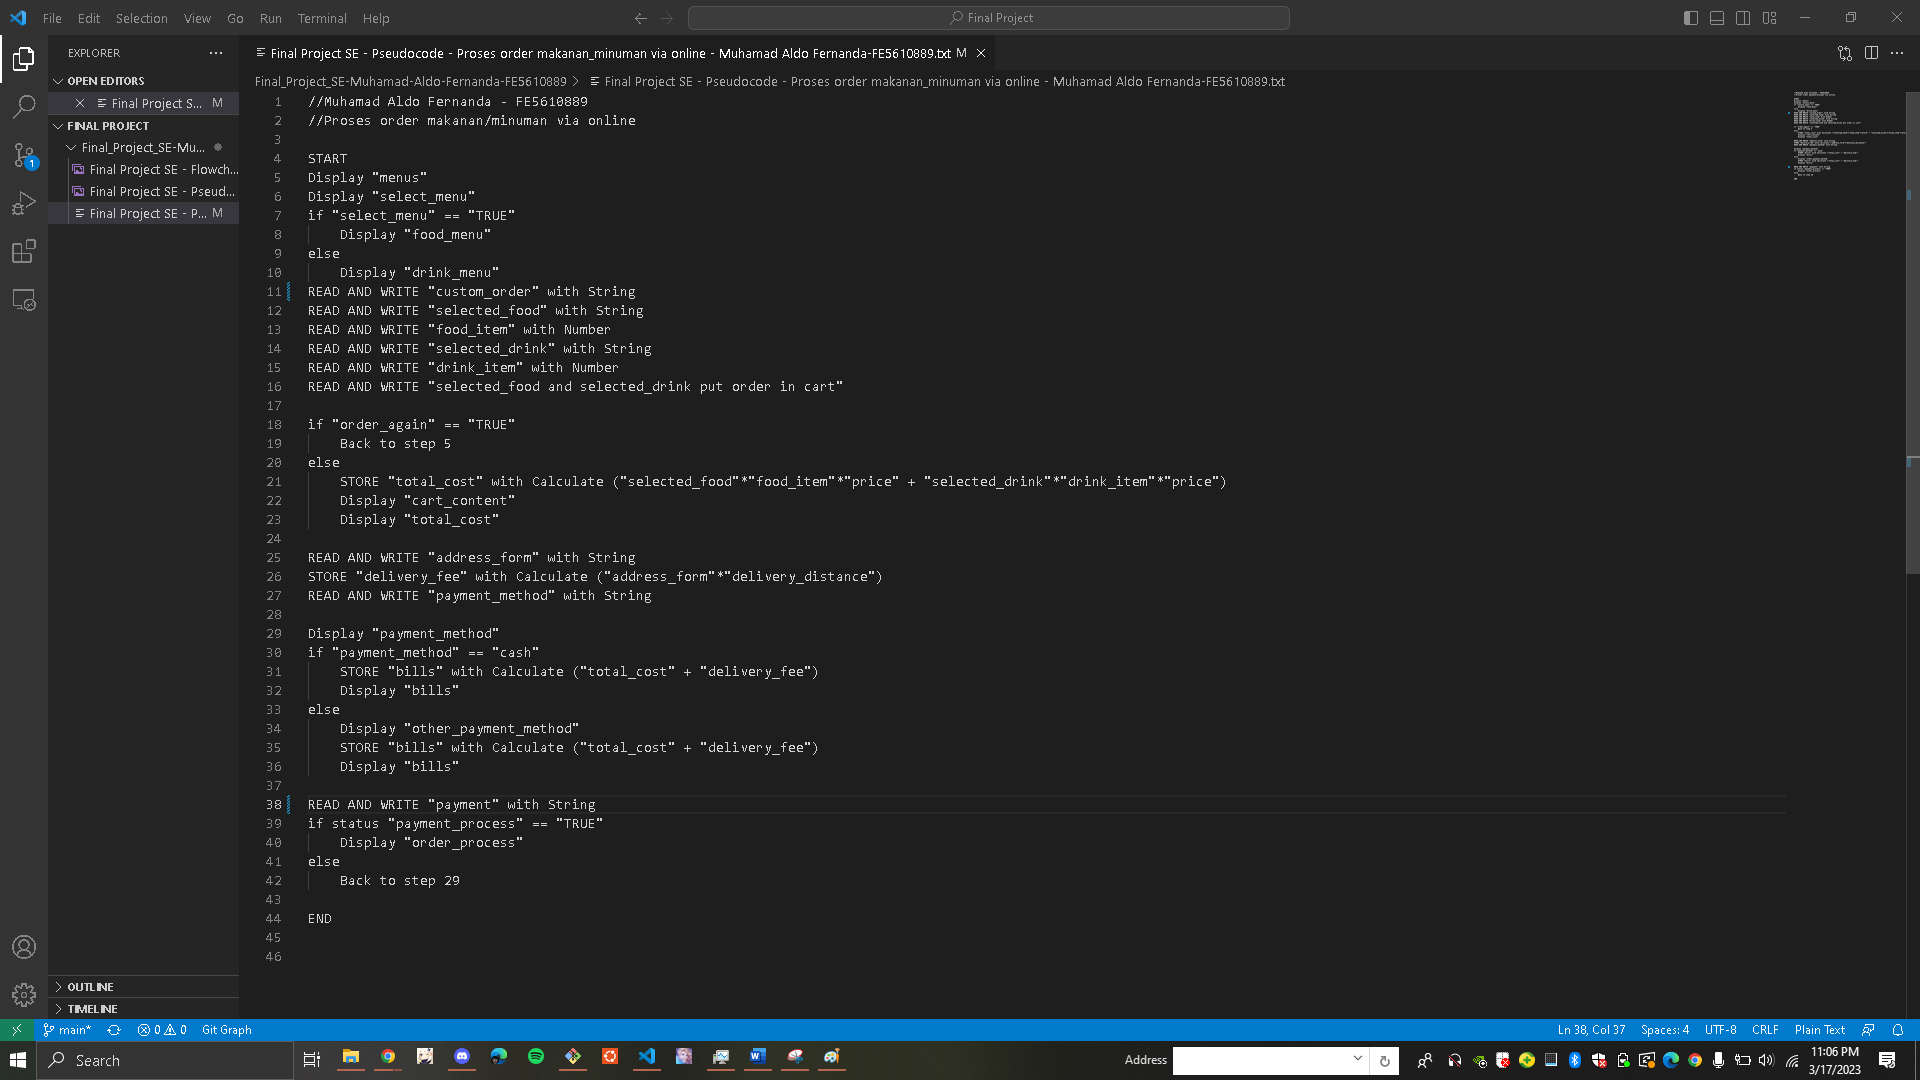 File Edit Selection View Go Run Terminal Help
Final Project
EXPLORER
Final Project SE - Pseudocode - Proses order makanan_minuman via online - Muhamad Aldo Fernanda-FE5610889.txt M
OPEN EDITORS
Final Project S... M
FINAL PROJECT
Final_Project_SE-Mu...
Final Project SE - Flowch...
Final Project SE - Pseud...
Final Project SE - P... M
Final_Project_SE-Muhamad-Aldo-Fernanda-FE5610889 > Final Project SE - Pseudocode - Proses order makanan_minuman via online - Muhamad Aldo Fernanda-FE5610889.txt
1 //Muhamad Aldo Fernanda - FE5610889
2 //Proses order makanan/minuman via online
3
4 START
5 Display "menus"
6 Display "select_menu"
7 if "select_menu" == "TRUE"
8 Display "food_menu"
9 else
10 Display "drink_menu"
11 READ AND WRITE "custom_order" with String
12 READ AND WRITE "selected_food" with String
13 READ AND WRITE "food_item" with Number
14 READ AND WRITE "selected_drink" with String
15 READ AND WRITE "drink_item" with Number
16 READ AND WRITE "selected_food and selected_drink put order in cart"
17
18 if "order_again" == "TRUE"
19 Back to step 5
20 else
21 STORE "total_cost" with Calculate ("selected_food"*"food_item"*"price" + "selected_drink"*"drink_item"*"price")
22 Display "cart_content"
23 Display "total_cost"
24
25 READ AND WRITE "address_form" with String
26 STORE "delivery_fee" with Calculate ("address_form"*"delivery_distance")
27 READ AND WRITE "payment_method" with String
28
29 Display "payment_method"
30 if "payment_method" == "cash"
31 STORE "bills" with Calculate ("total_cost" + "delivery_fee")
32 Display "bills"
33 else
34 Display "other_payment_method"
35 STORE "bills" with Calculate ("total_cost" + "delivery_fee")
36 Display "bills"
37
38 READ AND WRITE "payment" with String
39 if status "payment_process" == "TRUE"
40 Display "order_process"
41 else
42 Back to step 29
43
44 END
45
46
1
OUTLINE
TIMELINE
main* 0 0 Git Graph
Ln 38, Col 37 Spaces: 4 UTF-8 CRLF Plain Text
Search
Address
11:06 PM
3/17/2023